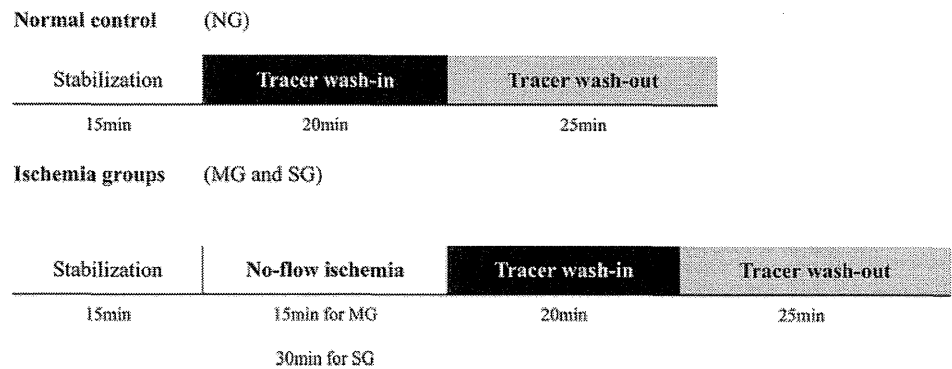 Normal control (NG)
Stabilization Tracer wash-in Tracer wash-out
15min 20min 25min
Ischemia groups (MG and SG)
Stabilization No-flow ischemia Tracer wash-in Tracer wash-out
15min 15min for MG 20min 25min
30min for SG